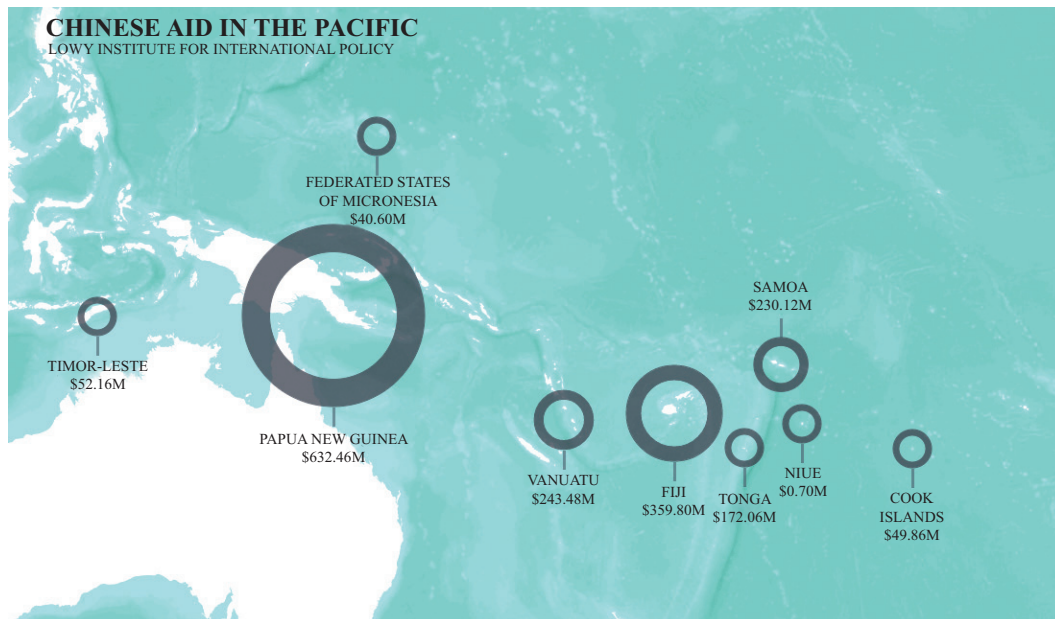 CHINESE AID IN THE PACIFIC
LOWY INSTITUTE FOR INTERNATIONAL POLICY
FEDERATED STATES
OF MICRONESIA
$40.60M
SAMOA
$230.12M
TIMOR-LESTE
$52.16M
PAPUA NEW GUINEA
$632.46M
VANUATU
$243.48M
FIJI
$359.80M
TONGA
$172.06M
NIUE
$0.70M
COOK
ISLANDS
$49.86M